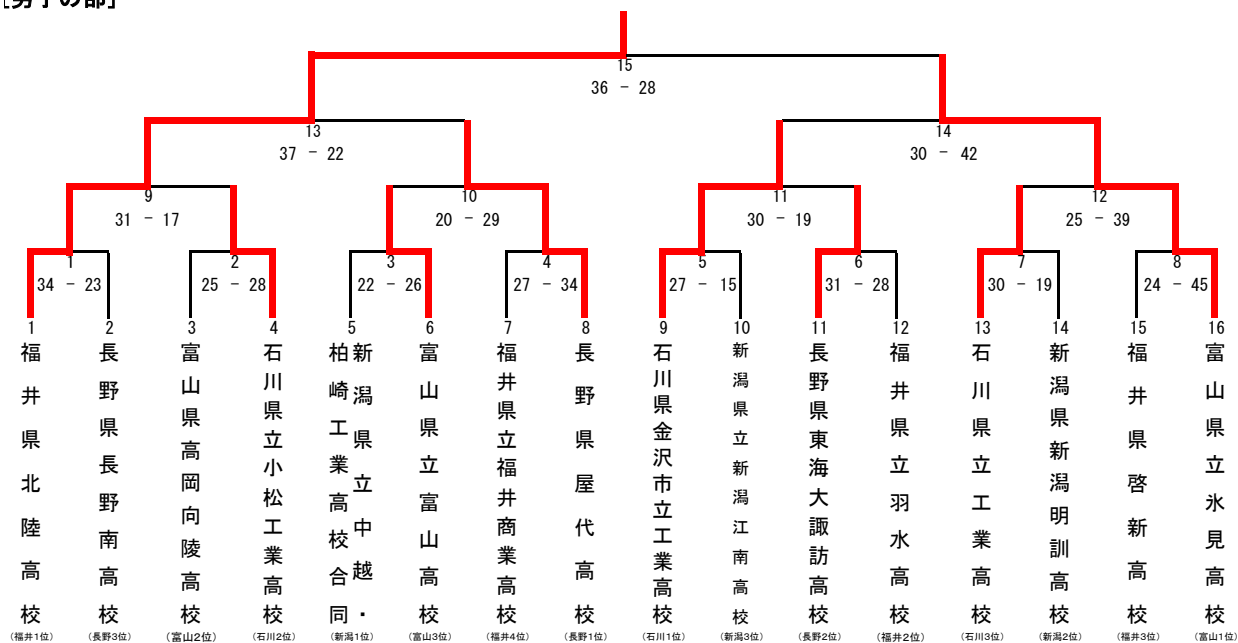 [男子の部]
15
36 - 28
13
37 - 22
14
30 - 42
9
31 - 17
10
20 - 29
11
30 - 19
12
25 - 39
1
34 - 23
2
25 - 28
3
22 - 26
4
27 - 34
5
27 - 15
6
31 - 28
7
30 - 19
8
24 - 45
1
福井県北陸高校
(福井1位)
2
長野県長野南高校
(長野3位)
3
富山県高岡向陵高校
(富山2位)
4
石川県立小松工業高校
(石川2位)
5
新潟県立中越・
柏崎工業高校合同
(新潟1位)
6
富山県立富山高校
(富山3位)
7
福井県立福井商業高校
(福井4位)
8
長野県屋代高校
(長野1位)
9
石川県金沢市立工業高校
(石川1位)
10
新潟県立新潟江南高校
(新潟3位)
11
長野県東海大諏訪高校
(長野2位)
12
福井県立羽水高校
(福井2位)
13
石川県立工業高校
(石川3位)
14
新潟県新潟明訓高校
(新潟2位)
15
福井県啓新高校
(福井3位)
16
富山県立氷見高校
(富山1位)